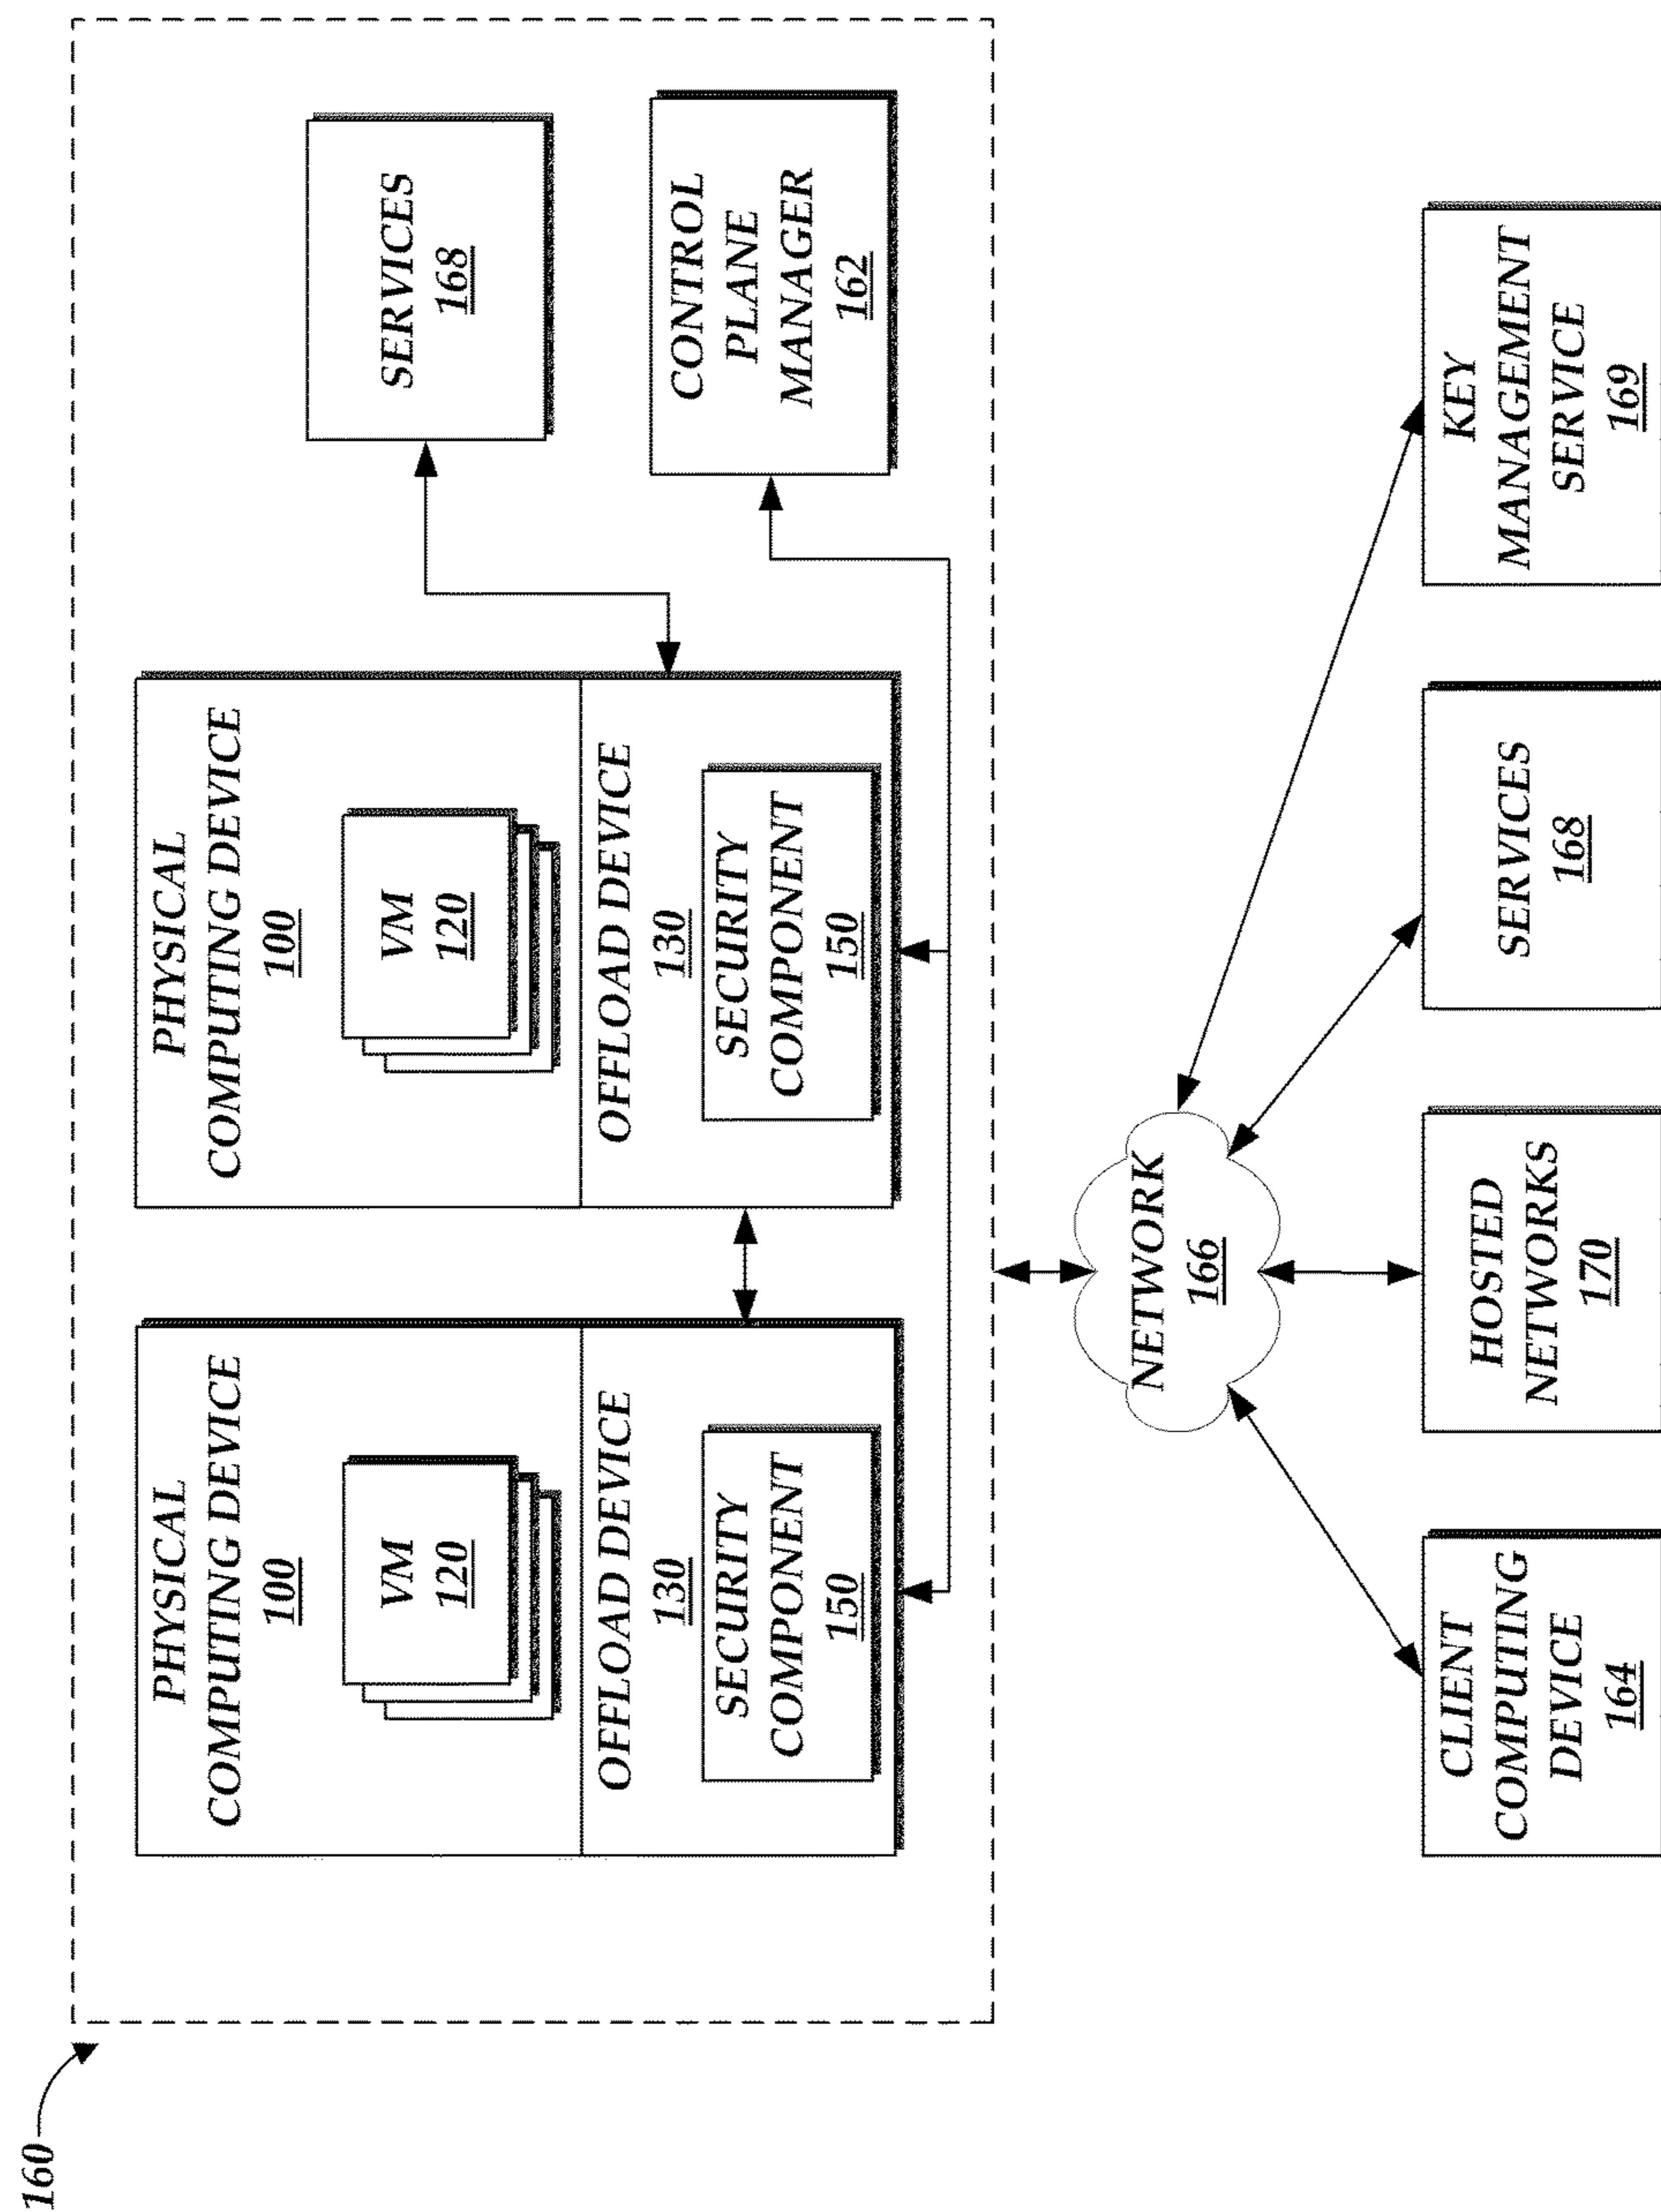 160
PHYSICAL
COMPUTING DEVICE
100
VM
120
OFFLOAD DEVICE
130
SECURITY
COMPONENT
150
PHYSICAL
COMPUTING DEVICE
100
VM
120
OFFLOAD DEVICE
130
SECURITY
COMPONENT
150
SERVICES
168
CONTROL
PLANE
MANAGER
162
NETWORK
166
CLIENT
COMPUTING
DEVICE
164
HOSTED
NETWORKS
170
SERVICES
168
KEY
MANAGEMENT
SERVICE
169